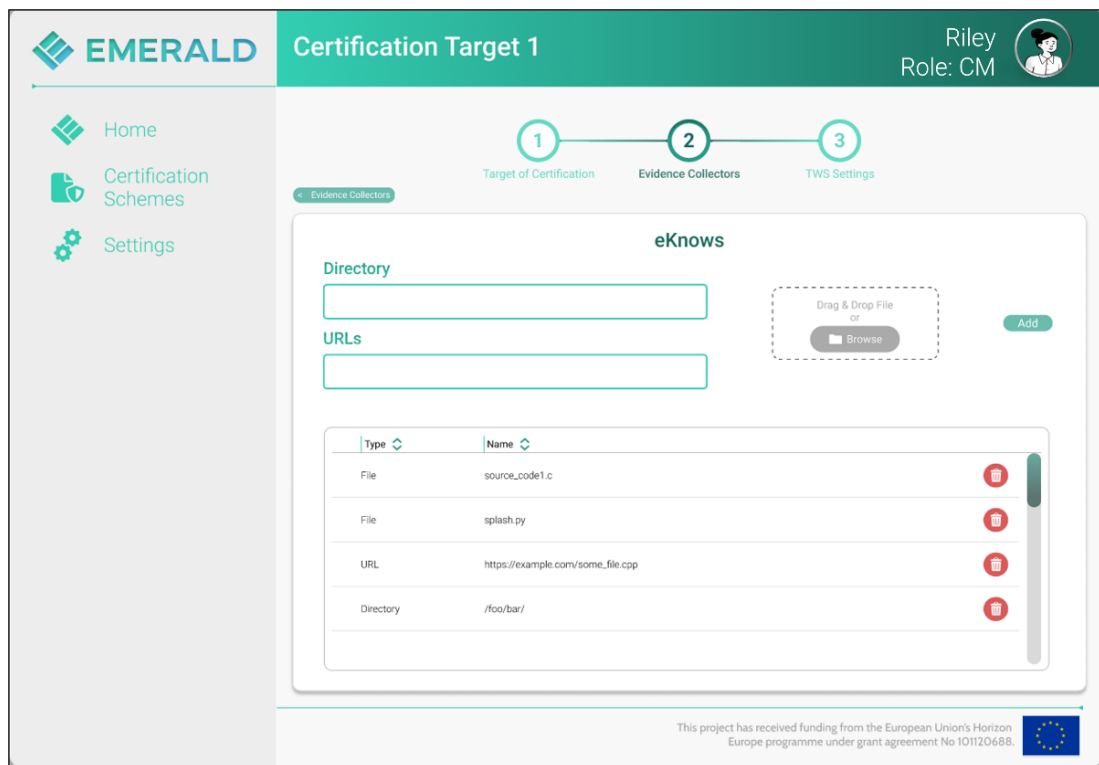 EMERALD
Certification Target 1
Riley
Role: CM
Home
Certification
Schemes
Settings
1
2
3
Target of Certification
Evidence Collectors
TWS Settings
< Evidence Collectors
eKnows
Directory
URLs
Drag & Drop File
or
Browse
Add
Type
Name
File
source_code1.c
File
splash.py
URL
https://example.com/some_file.cpp
Directory
/foo/bar/
This project has received funding from the European Union's Horizon
Europe programme under grant agreement No 101120688.